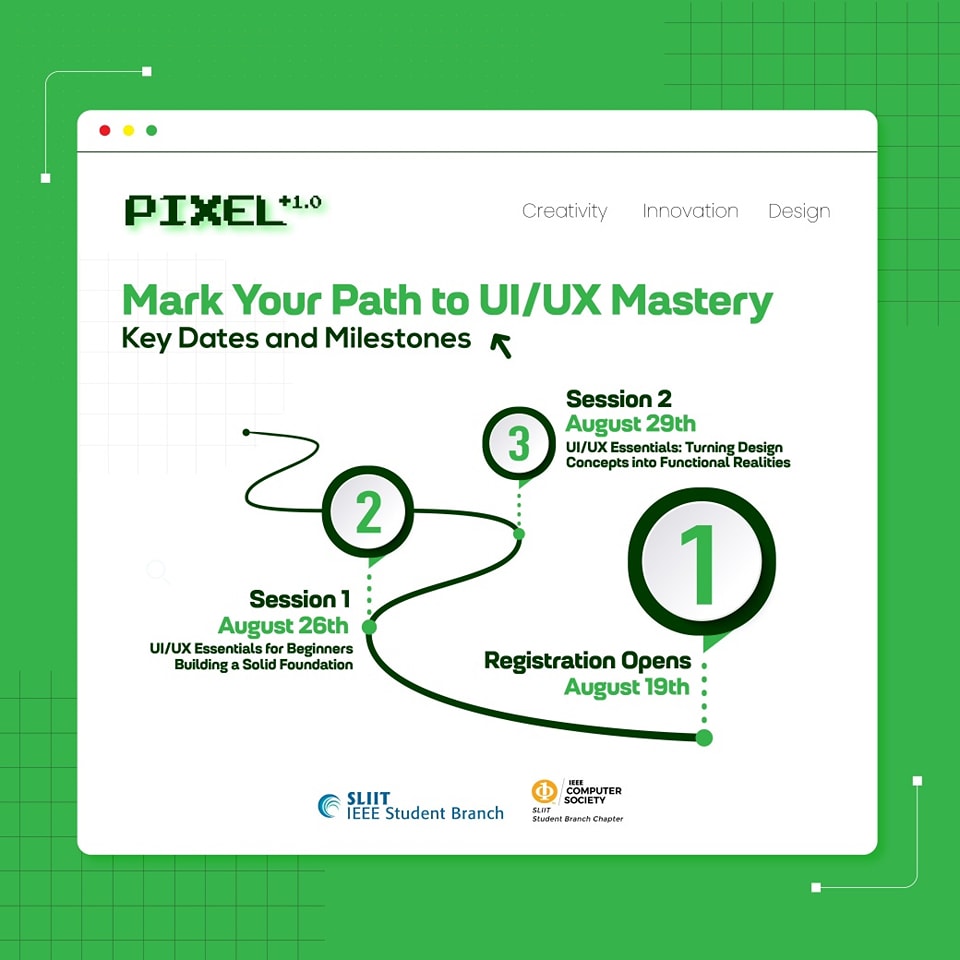 PIXEL+1.0
Creativity Innovation Design
Mark Your Path to UI/UX Mastery
Key Dates and Milestones
3
Session 2
August 29th
UI/UX Essentials: Turning Design
Concepts into Functional Realities
2
Session 1
August 26th
UI/UX Essentials for Beginners
Building a Solid Foundation
1
Registration Opens
August 19th
SLIIT
IEEE Student Branch
IEEE
COMPUTER
SOCIETY
SLIIT
Student Branch Chapter